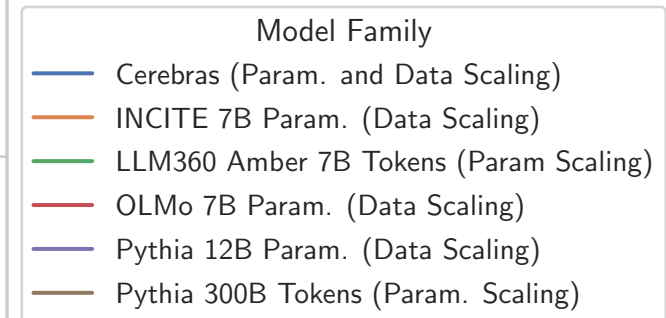 Model Family
Cerebras (Param. and Data Scaling)
INCITE 7B Param. (Data Scaling)
LLM360 Amber 7B Tokens (Param Scaling)
OLMo 7B Param. (Data Scaling)
Pythia 12B Param. (Data Scaling)
Pythia 300B Tokens (Param. Scaling)